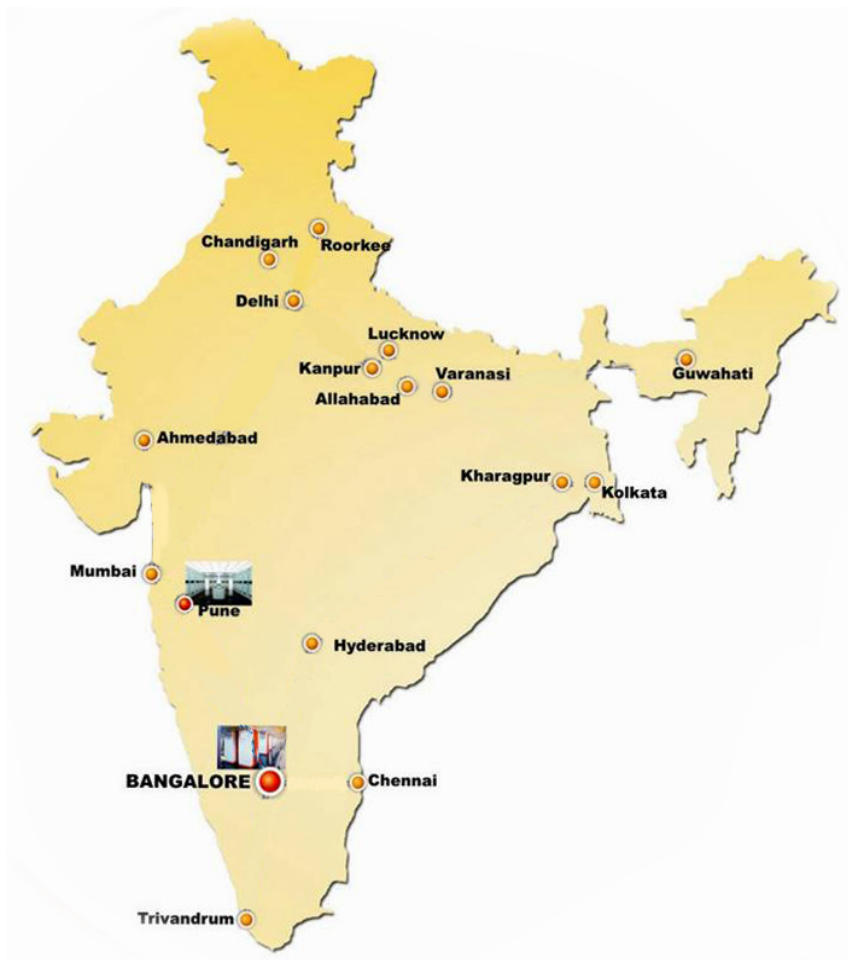 Chandigarh
Roorkee
Delhi
Lucknow
Kanpur
Varanasi
Allahabad
Guwahati
Ahmedabad
Kharagpur
Kolkata
Mumbai
Pune
Hyderabad
BANGALORE
Chennai
Trivandrum